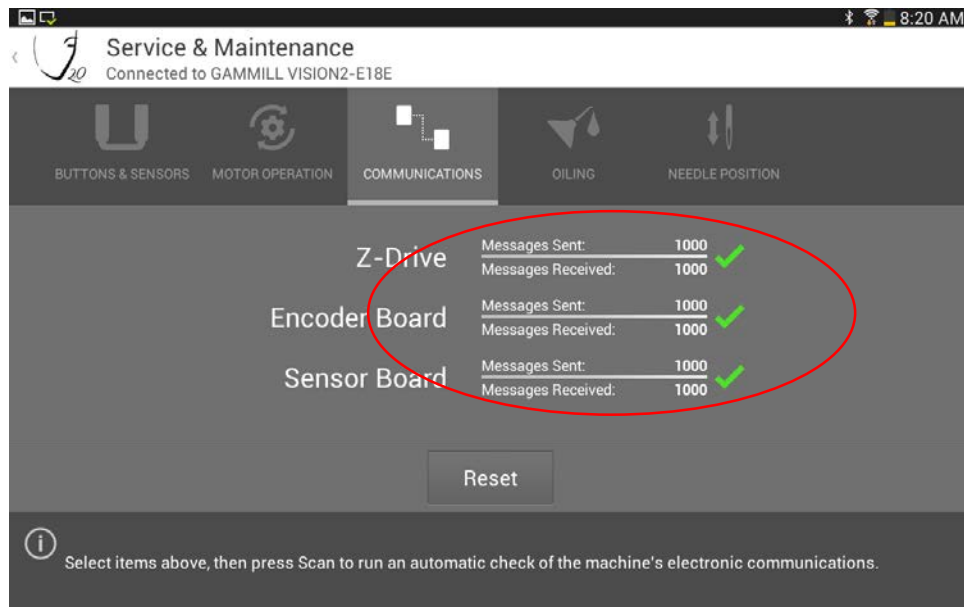 8:20 AM
Service & Maintenance
20
Connected to GAMMILL VISION2-E18E
BUTTONS & SENSORS MOTOR OPERATION COMMUNICATIONS OILING NEEDLE POSITION
Z-Drive
Messages Sent: 1000
Messages Received: 1000
Encoder Board
Messages Sent: 1000
Messages Received: 1000
Sensor Board
Messages Sent: 1000
Messages Received: 1000
Reset
Select items above, then press Scan to run an automatic check of the machine's electronic communications.